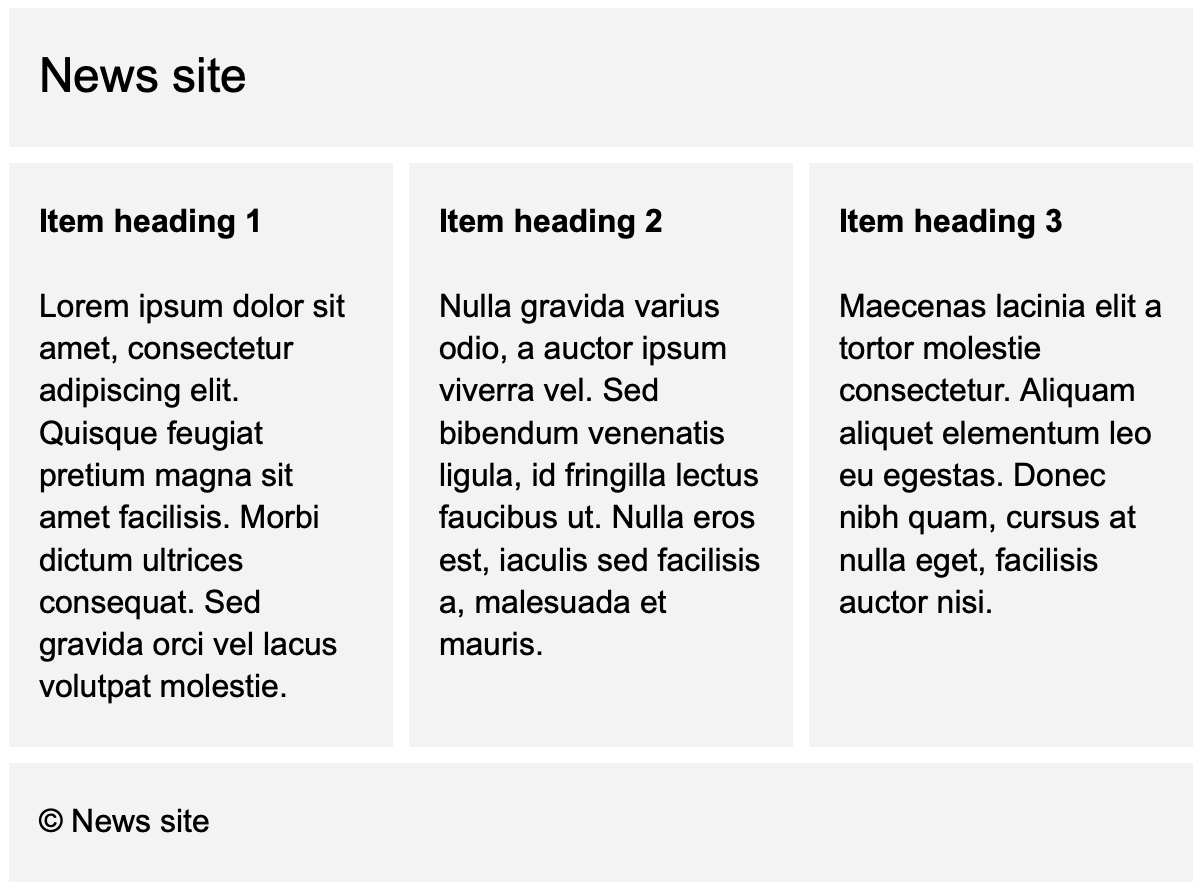 News site
Item heading 1
Lorem ipsum dolor sit
amet, consectetur
adipiscing elit.
Quisque feugiat
pretium magna sit
amet facilisis. Morbi
dictum ultrices
consequat. Sed
gravida orci vel lacus
volutpat molestie.
Item heading 2
Nulla gravida varius
odio, a auctor ipsum
viverra vel. Sed
bibendum venenatis
ligula, id fringilla lectus
faucibus ut. Nulla eros
est, iaculis sed facilisis
a, malesuada et
mauris.
Item heading 3
Maecenas lacinia elit a
tortor molestie
consectetur. Aliquam
aliquet elementum leo
eu egestas. Donec
nibh quam, cursus at
nulla eget, facilisis
auctor nisi.
© News site